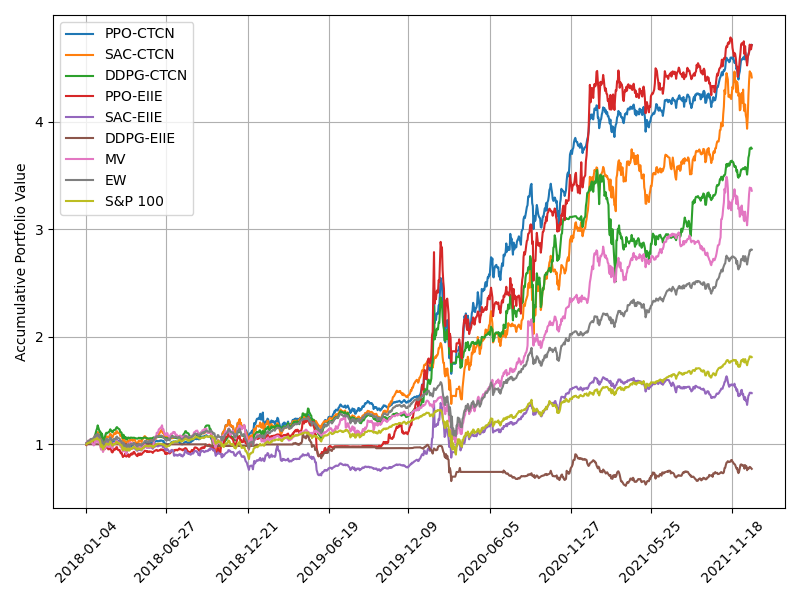 PPO-CTCN
SAC-CTCN
DDPG-CTCN
PPO-EIIE
SAC-EIIE
DDPG-EIIE
MV
EW
S&P 100
Accumulative Portfolio Value
4
3
2
1
2018-01-04
2018-06-27
2018-12-21
2019-06-19
2019-12-09
2020-06-05
2020-11-27
2021-05-25
2021-11-18